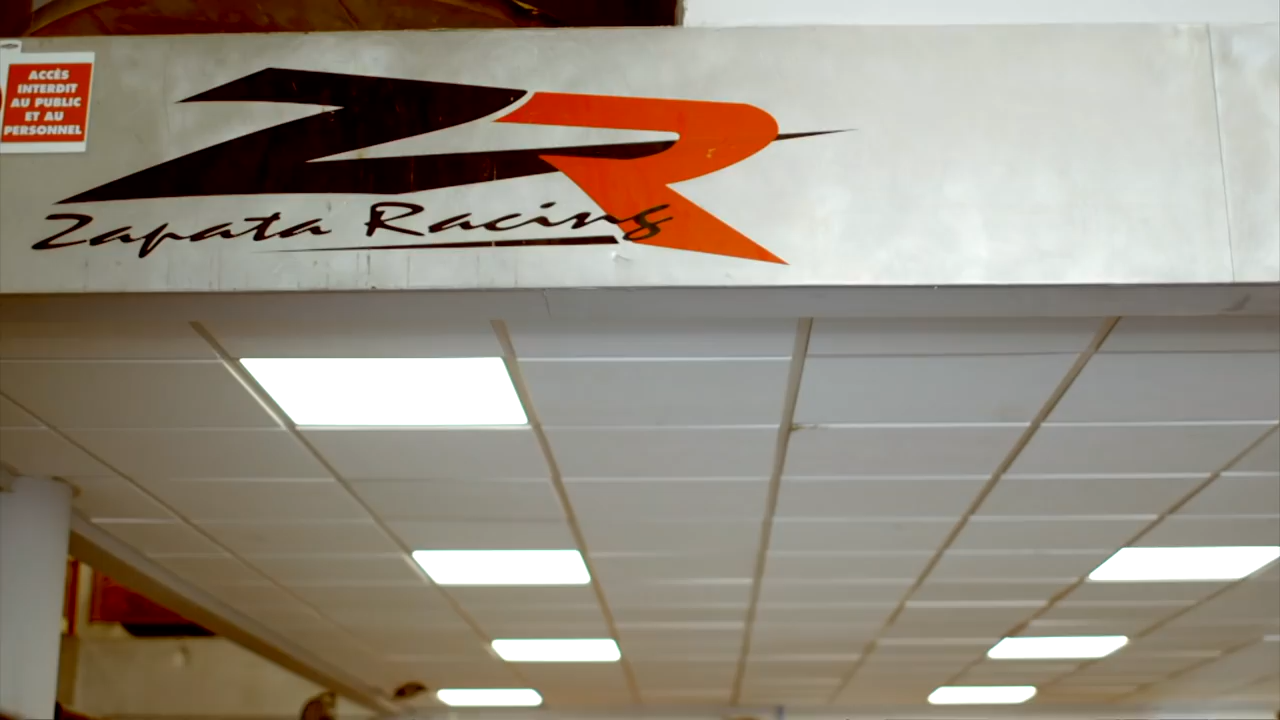 ACCÈS
INTERDIT
AU PUBLIC
ET AU
PERSONNEL
ZR
Zapata Racing